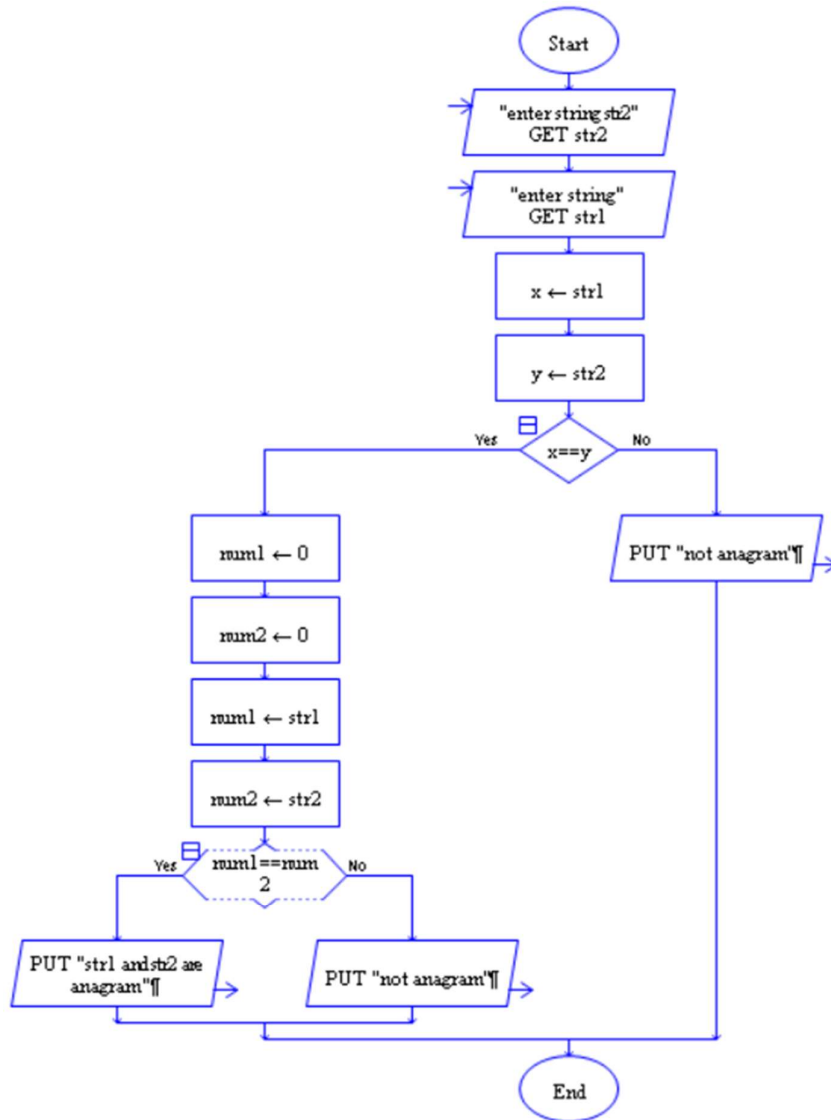 Start
"enter string str2"
GET str2
"enter string"
GET str1
x ← str1
y ← str2
Yes
x==y
No
num1 ← 0
PUT "not anagram"¶
num2 ← 0
num1 ← str1
num2 ← str2
Yes
num1==num
2
No
PUT "str1 and str2 are
anagram"¶
PUT "not anagram"¶
End